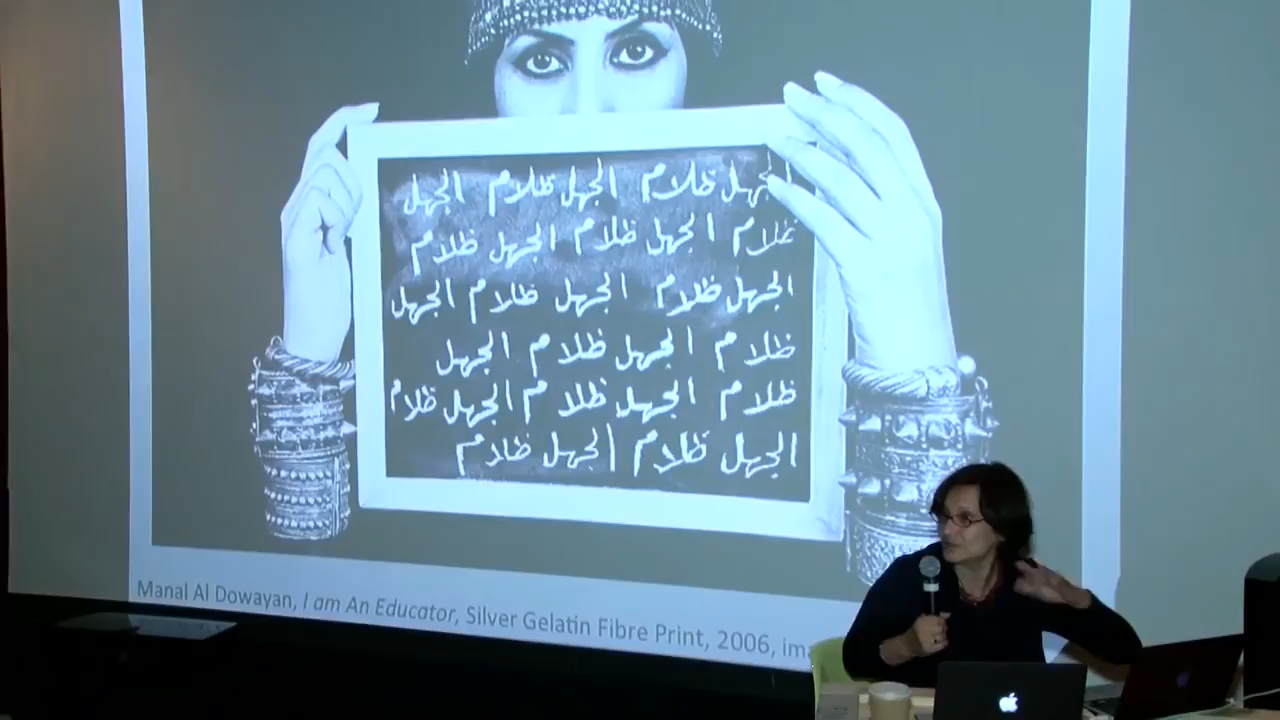 الجهل ظلام الجهل ظلام الجهل
ظلام الجهل ظلام الجهل ظلام
الجهل ظلام الجهل ظلام الجهل
ظلام الجهل ظلام الجهل
ظلام الجهل ظلام الجهل ظلام
الجهل ظلام الجهل ظلام
Manal Al Dowayan, I am An Educator, Silver Gelatin Fibre Print, 2006,